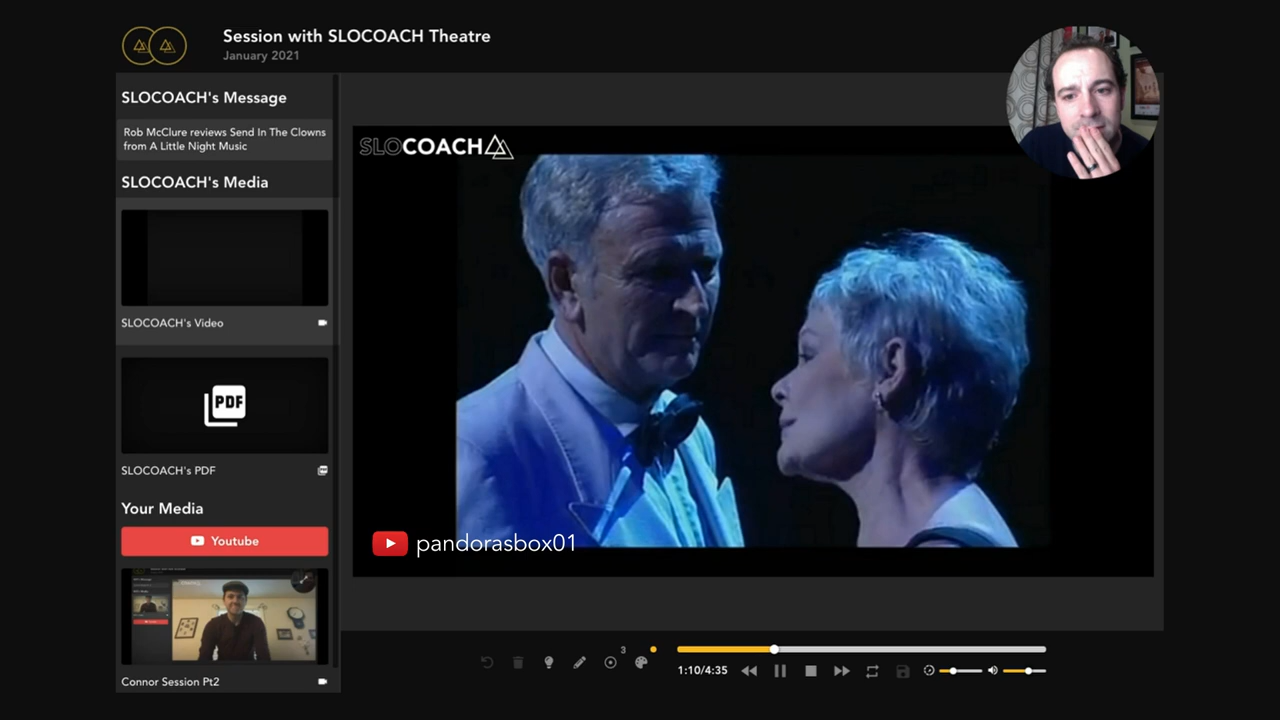 Session with SLOCOACH Theatre
January 2021
SLOCOACH's Message
Rob McClure reviews Send In The Clowns
from A Little Night Music
SLOCOACH's Media
SLOCOACH's Video
PDF
SLOCOACH's PDF
Your Media
Youtube
Connor Session Pt2
SLOCOACH
pandorasbox01
3
1:10/4:35